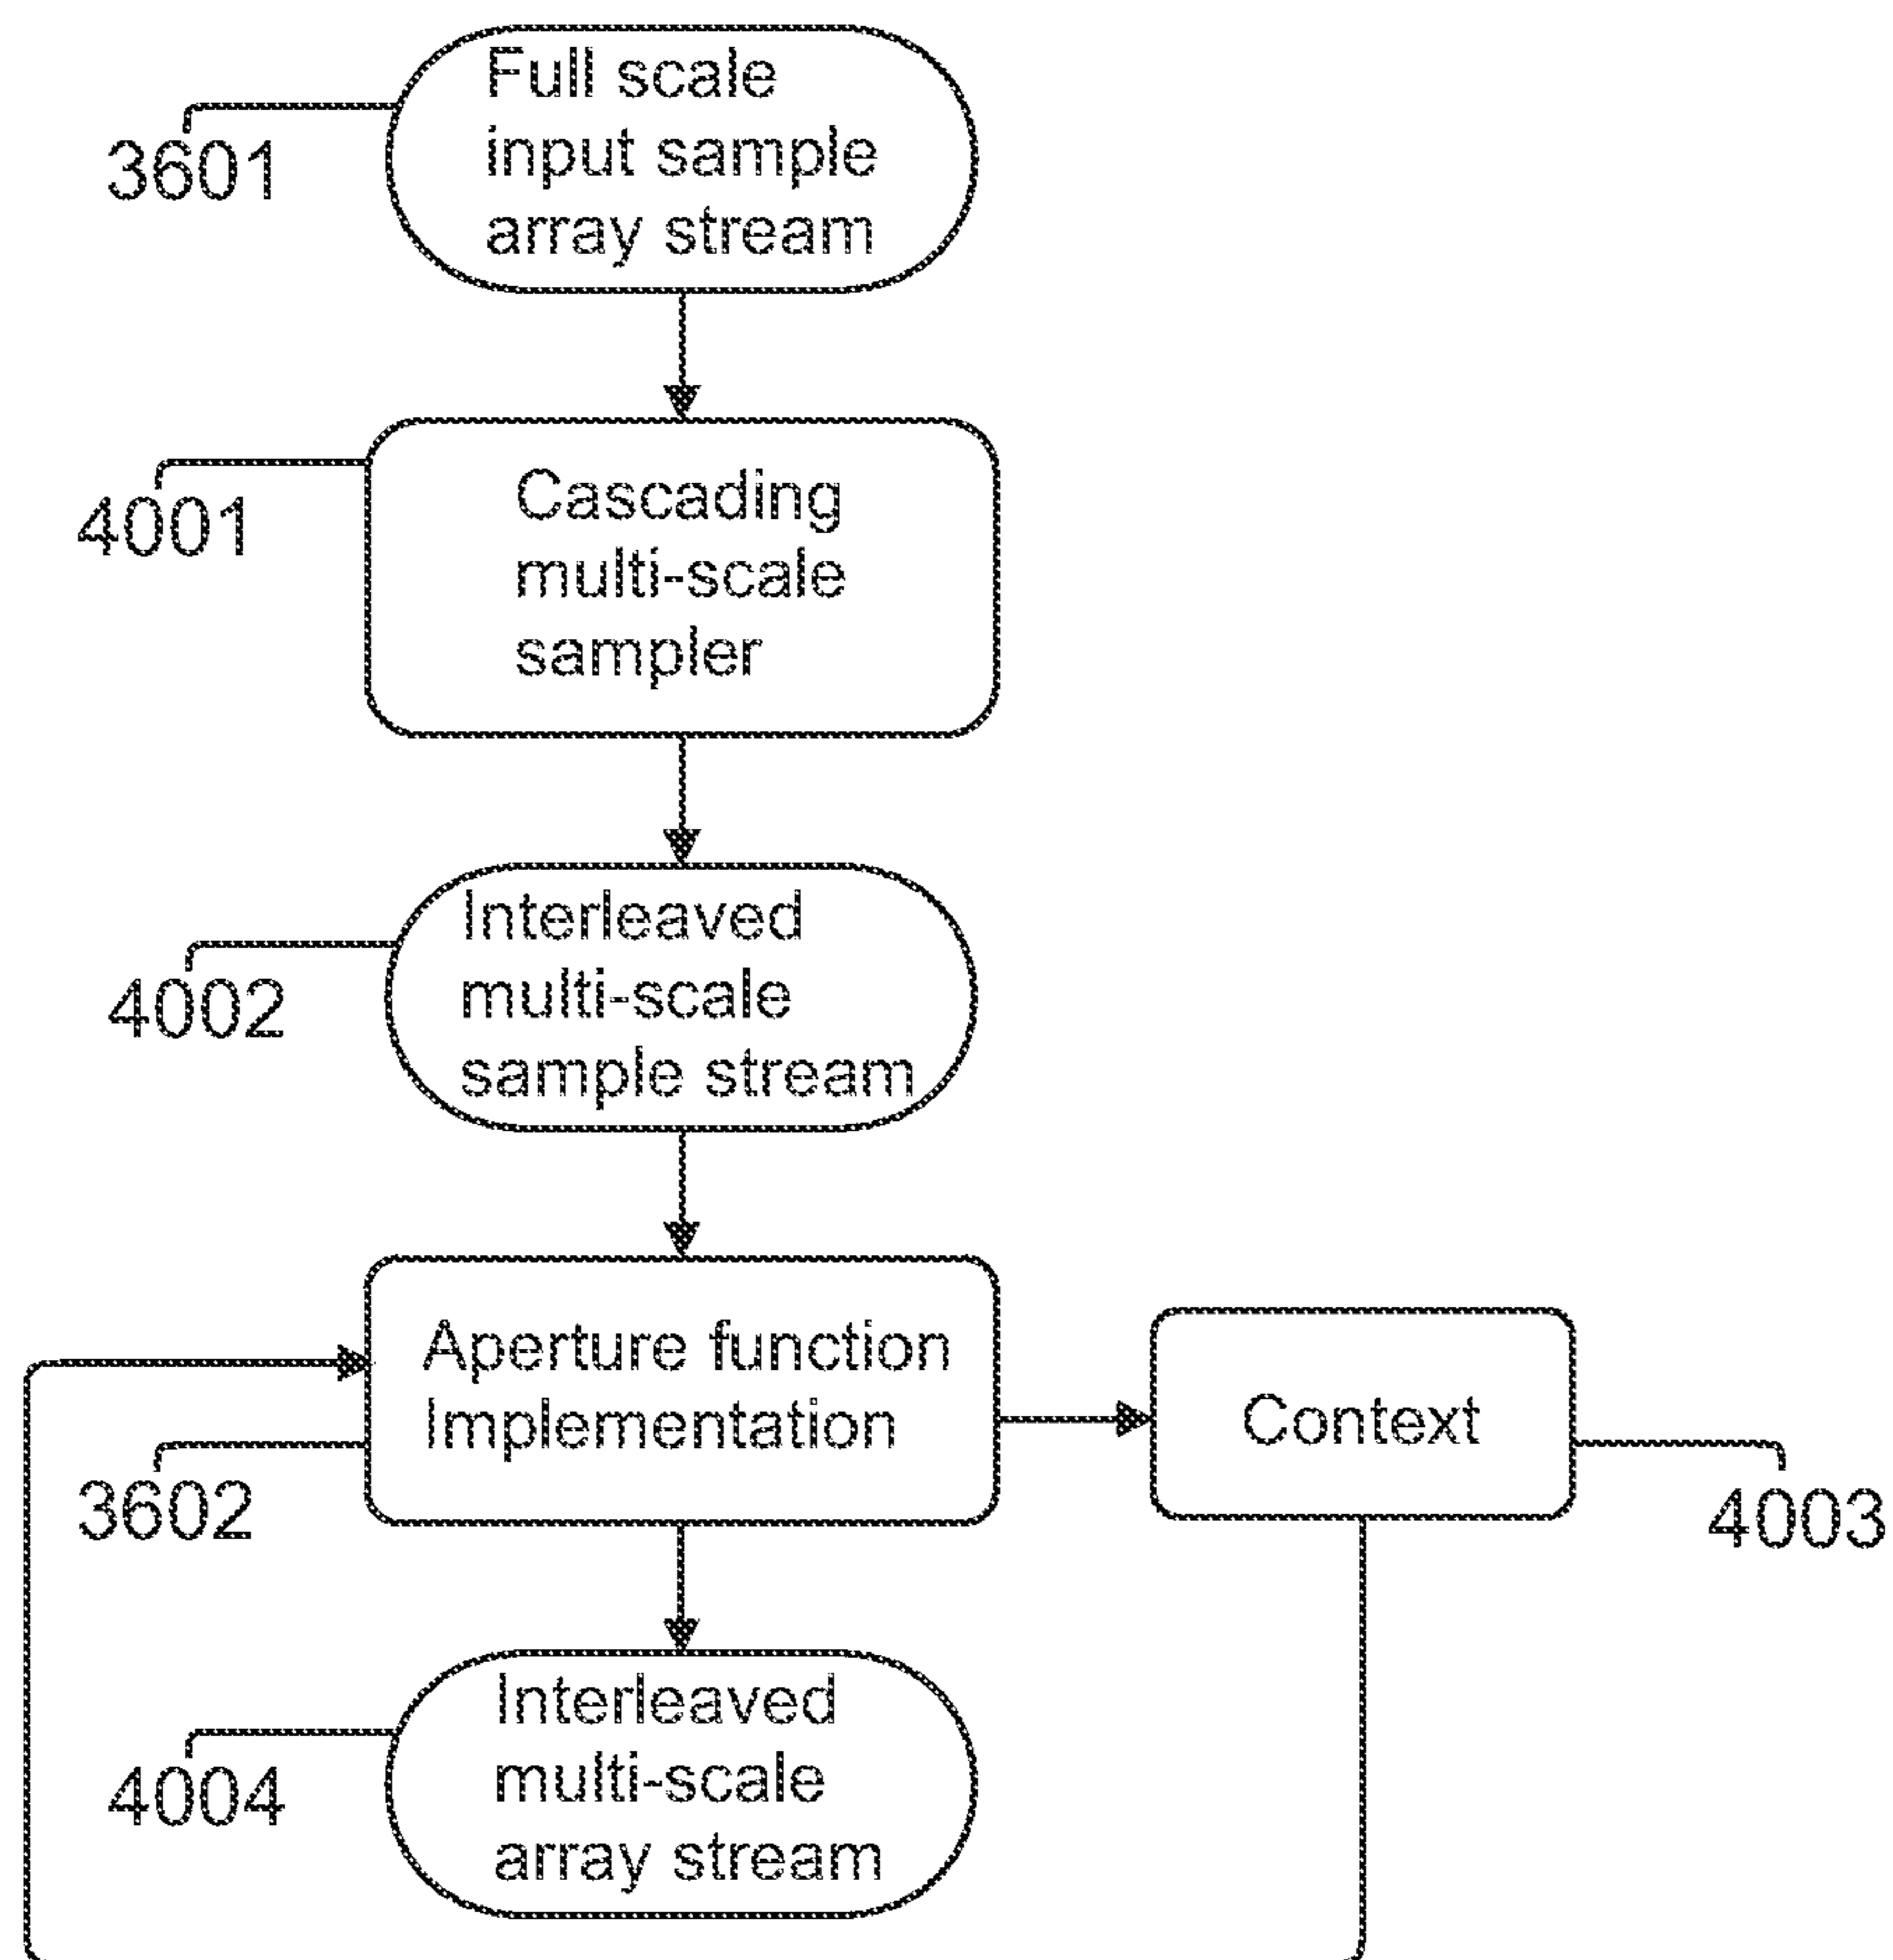 Full scale
input sample
array stream
3601
Cascading
multi-scale
sampler
4001
Interleaved
multi-scale
sample stream
4002
Aperture function
Implementation
3602
Context
4003
Interleaved
multi-scale
array stream
4004